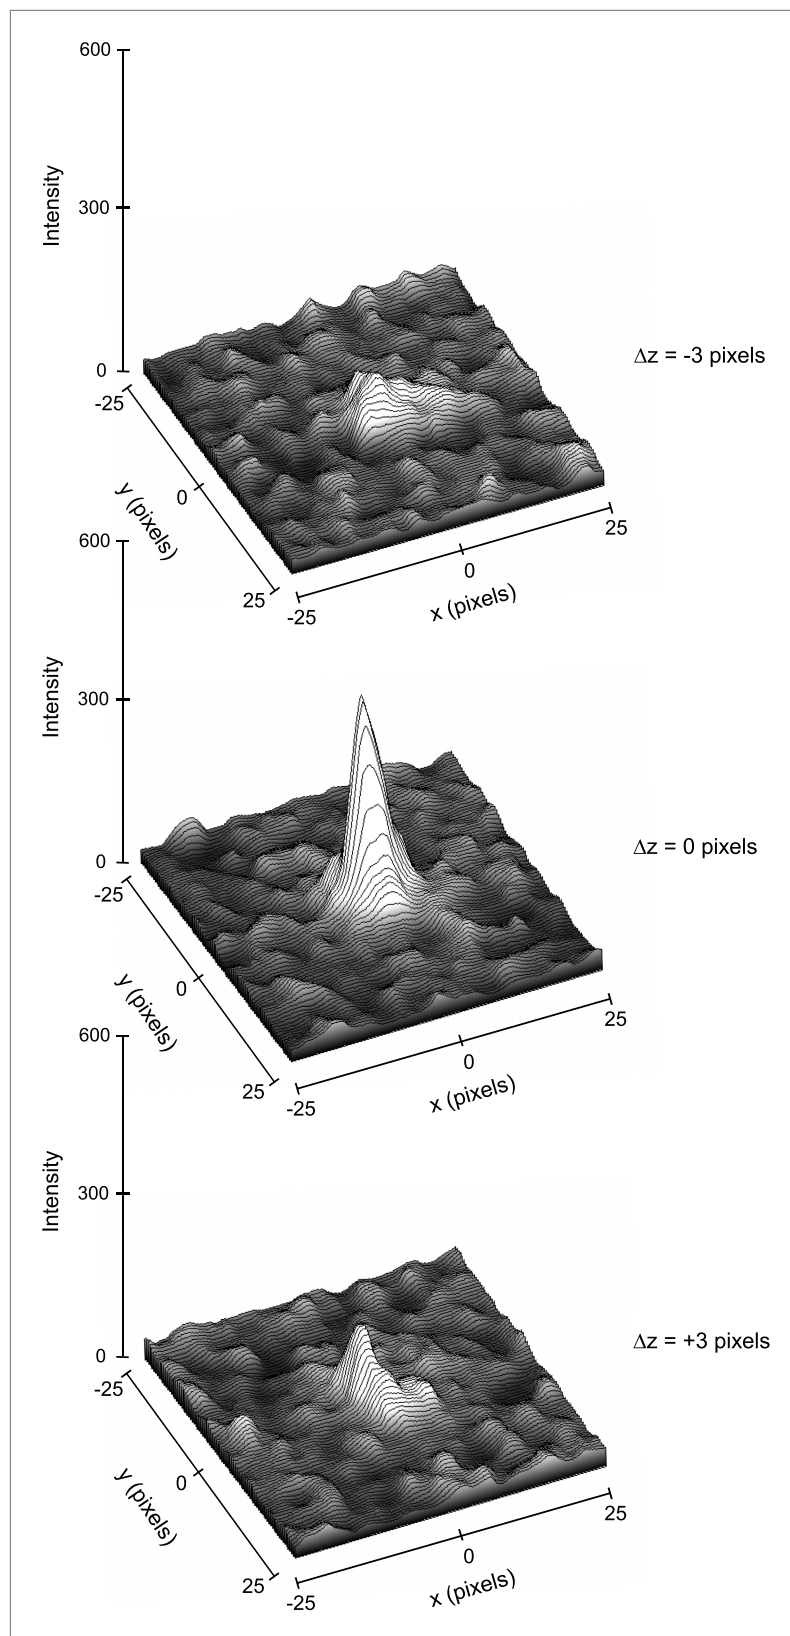 600
Intensity
300
0
Δz = -3 pixels
-25
y (pixels)
0
25
-25
0
25
x (pixels)
600
Intensity
300
0
Δz = 0 pixels
-25
y (pixels)
0
25
-25
0
25
x (pixels)
600
Intensity
300
0
Δz = +3 pixels
-25
y (pixels)
0
25
-25
0
25
x (pixels)